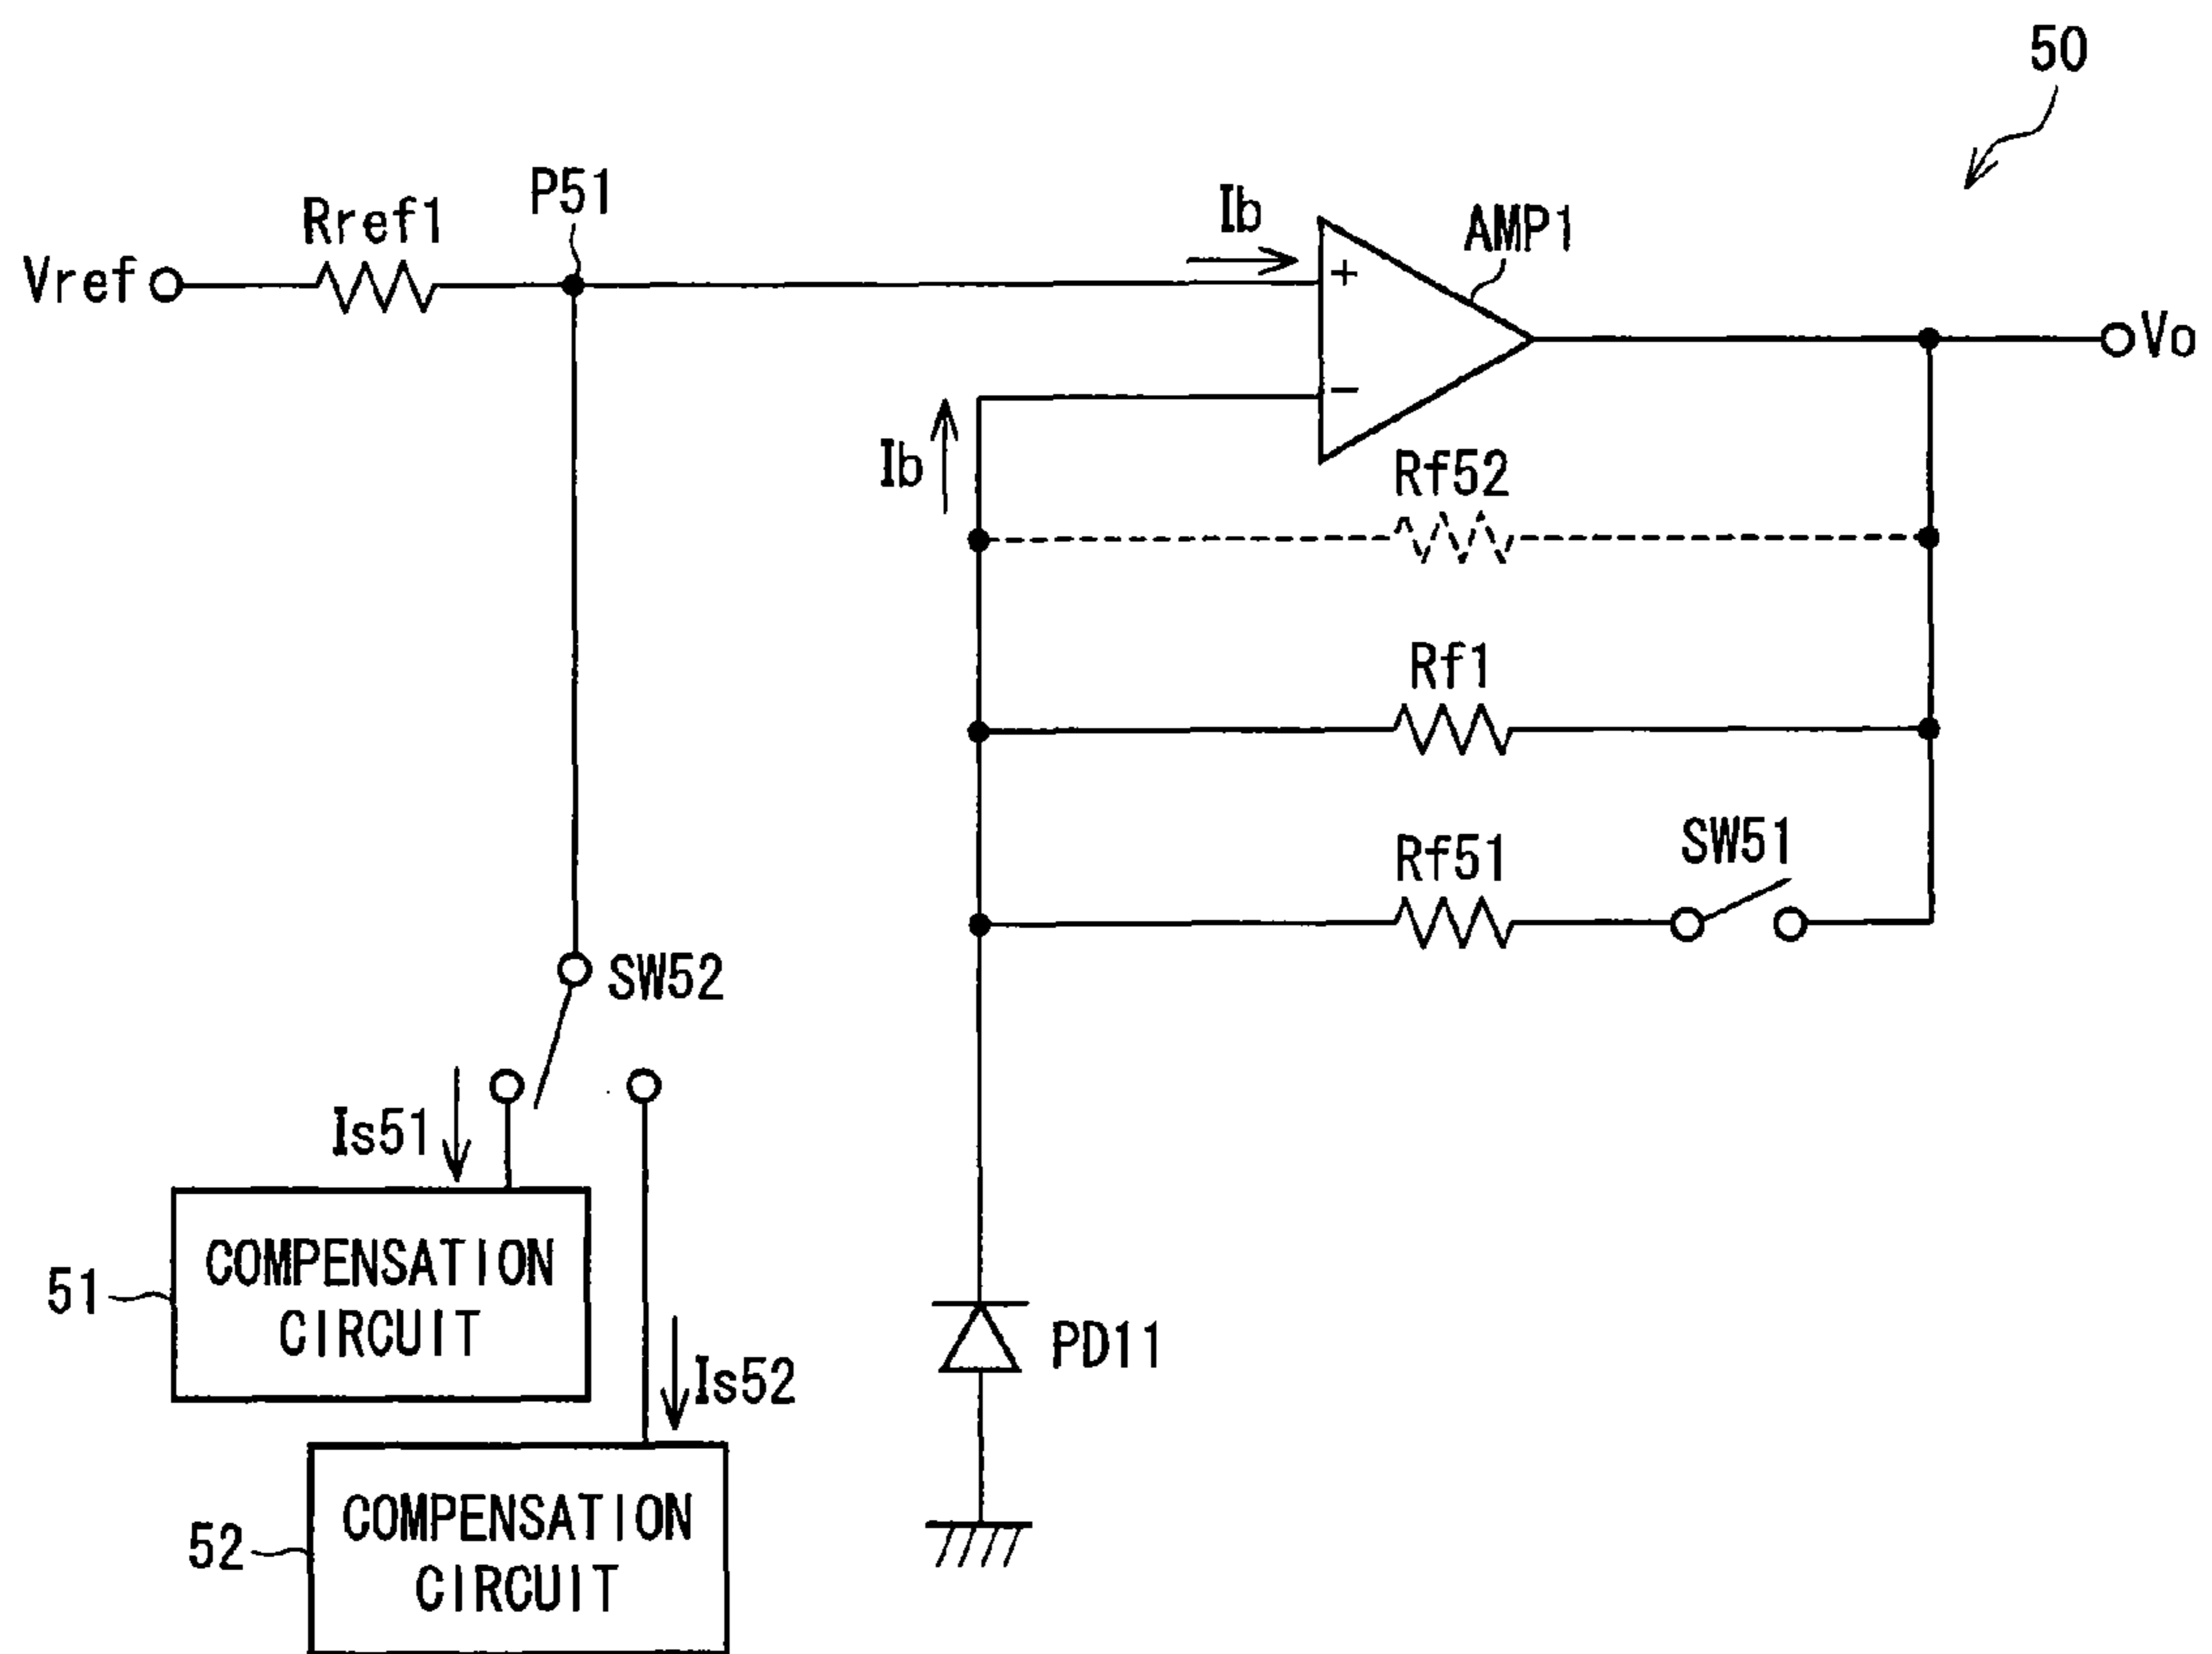 50
P51
Rref1
Vref
Ib
AMP1
+
Vo
−
Ib
Rf52
Rf1
Rf51
SW51
SW52
Is51
COMPENSATION
CIRCUIT
51
PD11
Is52
COMPENSATION
CIRCUIT
52